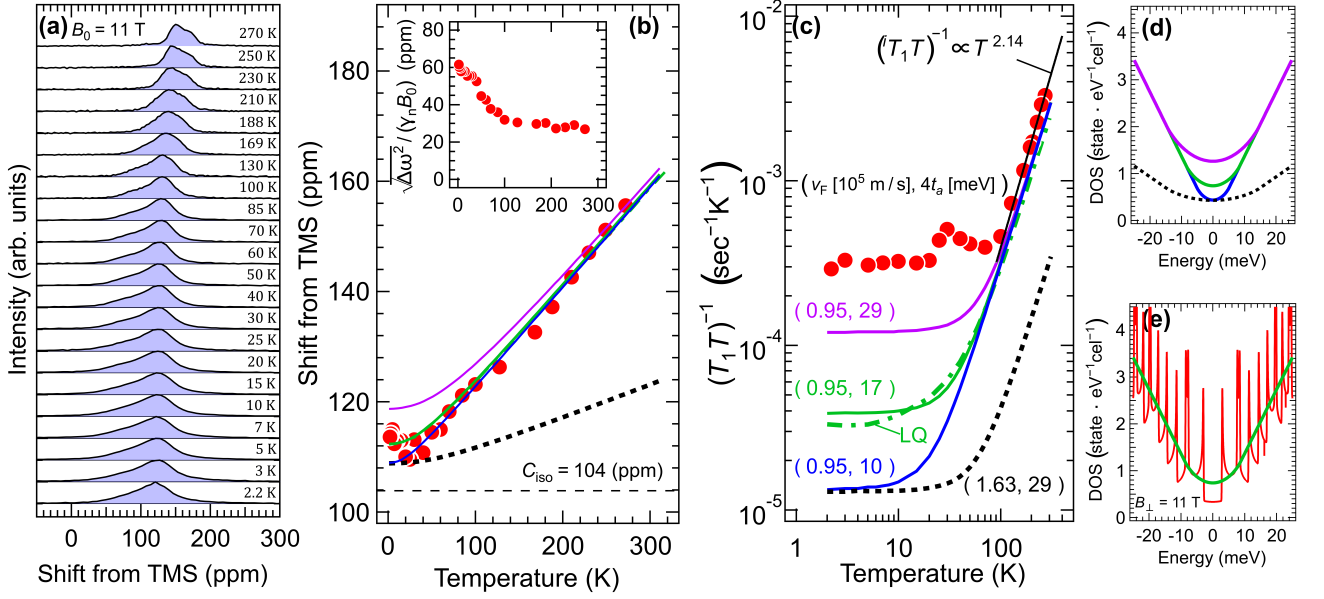 (a)
B₀ = 11 T
270 K
250 K
230 K
210 K
188 K
169 K
130 K
100 K
85 K
70 K
60 K
50 K
40 K
30 K
25 K
20 K
15 K
10 K
7 K
5 K
3 K
2.2 K
Intensity (arb. units)
0 100 200 300
Shift from TMS (ppm)
(b)
√Δω² / (γₙB₀) (ppm)
80
60
40
20
0
0 100 200 300
Shift from TMS (ppm)
180
160
140
120
100
C_iso = 104 (ppm)
0 100 200 300
Temperature (K)
(c)
(ⁱT₁T)⁻¹ ∝ T^2.14
(v_F [10⁵ m / s], 4tₐ [meV])
(T₁T)⁻¹ (sec⁻¹K⁻¹)
10⁻²
10⁻³
10⁻⁴
10⁻⁵
( 0.95, 29 )
( 0.95, 17 )
LQ
( 0.95, 10 )
( 1.63, 29 )
1 10 100
Temperature (K)
(d)
DOS (state · eV⁻¹cel⁻¹)
4
3
2
1
0
-20 -10 0 10 20
Energy (meV)
(e)
DOS (state · eV⁻¹cel⁻¹)
4
3
2
1
0
B⊥ = 11 T
-20 -10 0 10 20
Energy (meV)